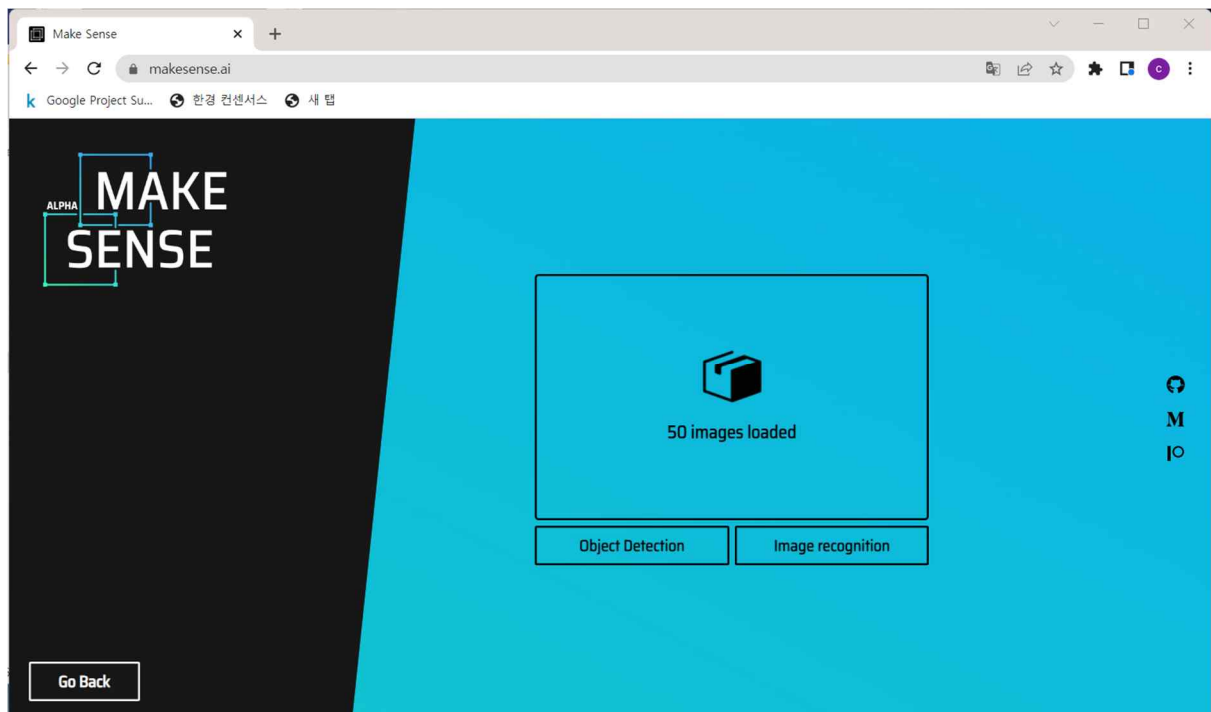 Make Sense
makesense.ai
Google Project Su... 한경 컨센서스 새 탭
ALPHA
MAKE
SENSE
50 images loaded
Object Detection Image recognition
Go Back